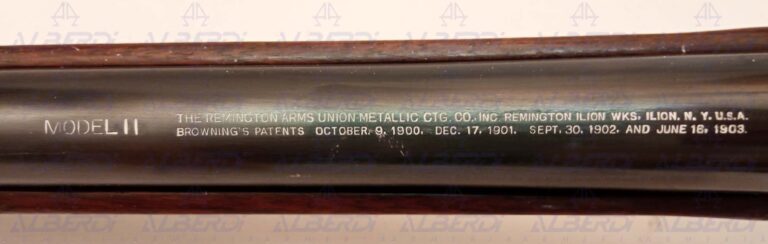 MODEL 11
THE REMINGTON ARMS UNION METALLIC CTG. CO., INC. REMINGTON ILION WKS, ILION, N. Y. U.S.A.
BROWNING'S PATENTS OCTOBER, 9, 1900, DEC. 17, 1901. SEPT. 30, 1902, AND JUNE 16, 1903.
ALBERDI